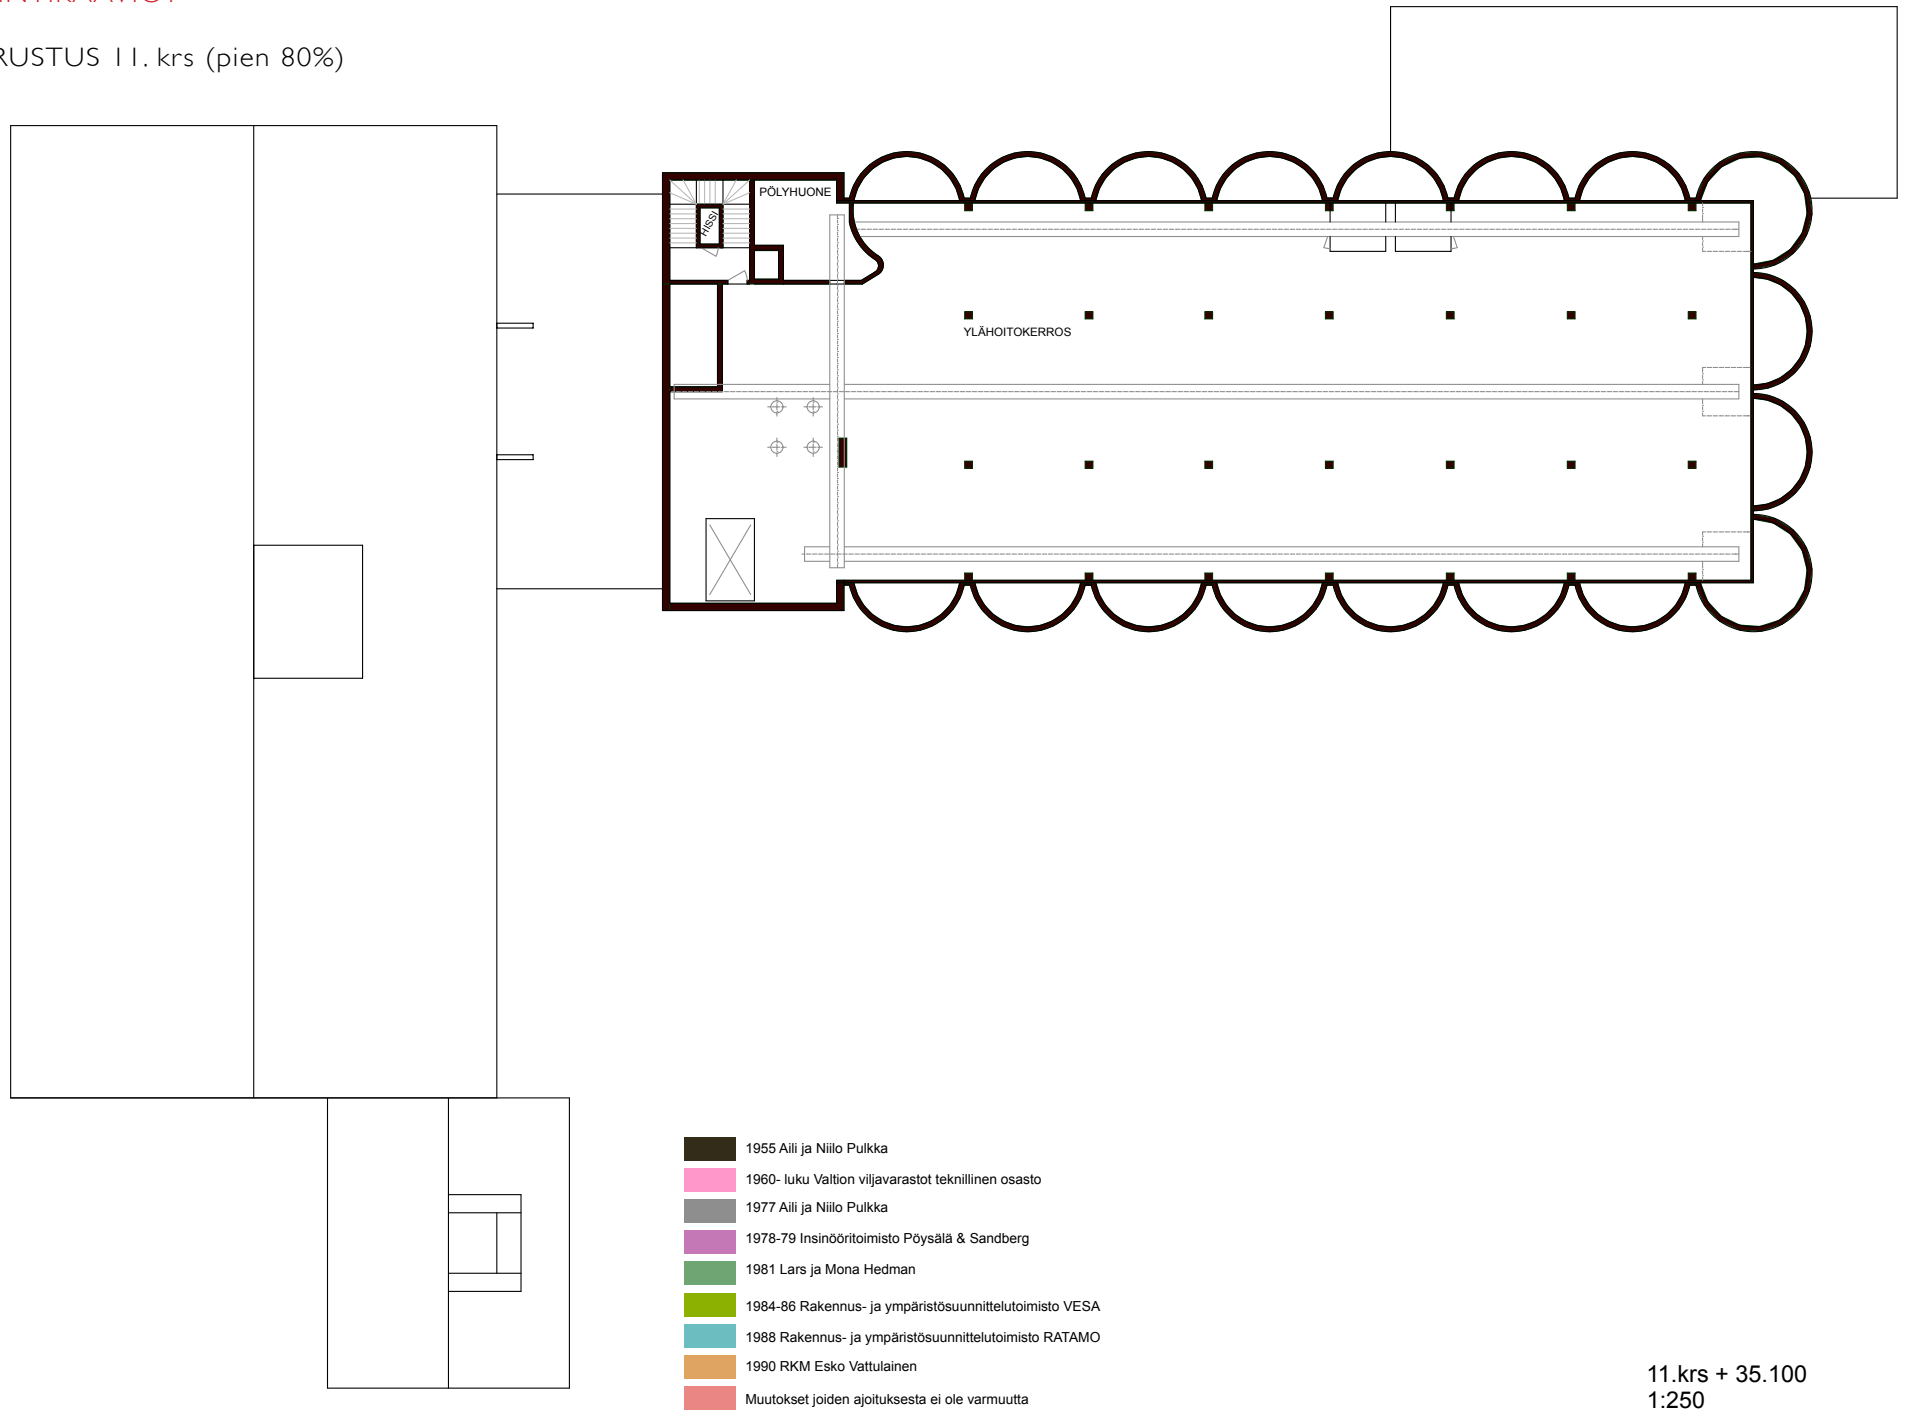 RUSTUS 11. krs (pien 80%)
PÖLYHUONE
HISSI
YLÄHOITOKERROS
1955 Aili ja Niilo Pulkka
1960- luku Valtion viljavarastot teknillinen osasto
1977 Aili ja Niilo Pulkka
1978-79 Insinööritoimisto Pöysälä & Sandberg
1981 Lars ja Mona Hedman
1984-86 Rakennus- ja ympäristösuunnittelutoimisto VESA
1988 Rakennus- ja ympäristösuunnittelutoimisto RATAMO
1990 RKM Esko Vattulainen
Muutokset joiden ajoituksesta ei ole varmuutta
11.krs + 35.100
1:250